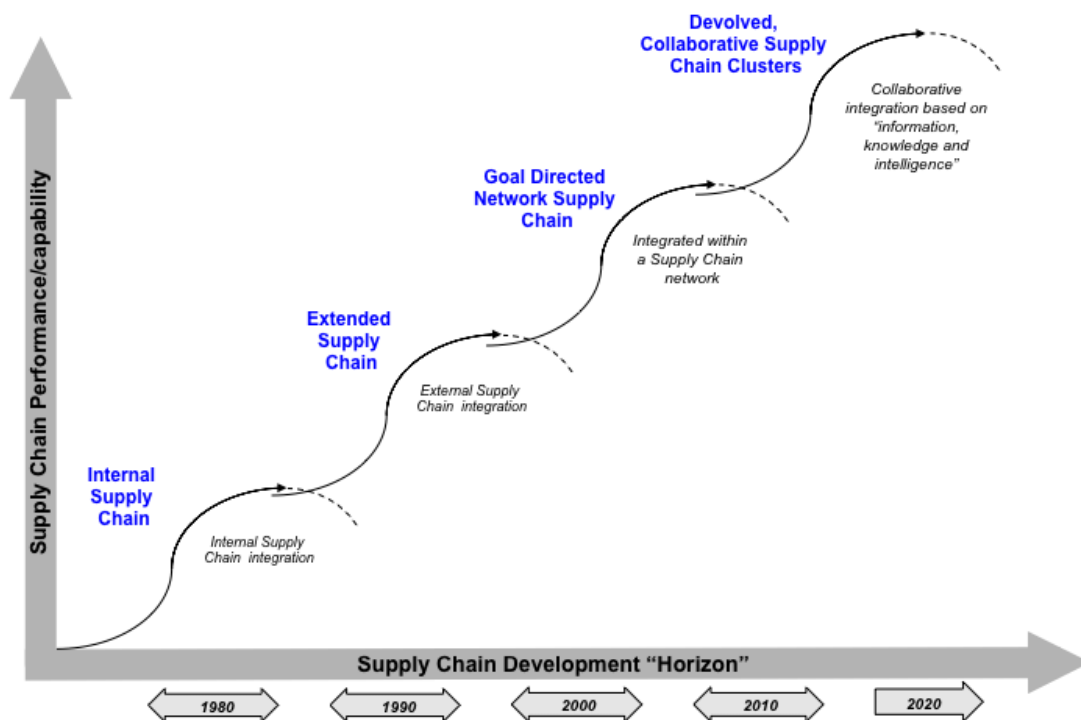 Devolved,
Collaborative Supply
Chain Clusters
Collaborative
integration based on
“information,
knowledge and
intelligence”
Goal Directed
Network Supply
Chain
Integrated within
a Supply Chain
network
Extended
Supply
Chain
External Supply
Chain integration
Internal
Supply
Chain
Internal Supply
Chain integration
Supply Chain Performance/capability
Supply Chain Development “Horizon”
1980
1990
2000
2010
2020